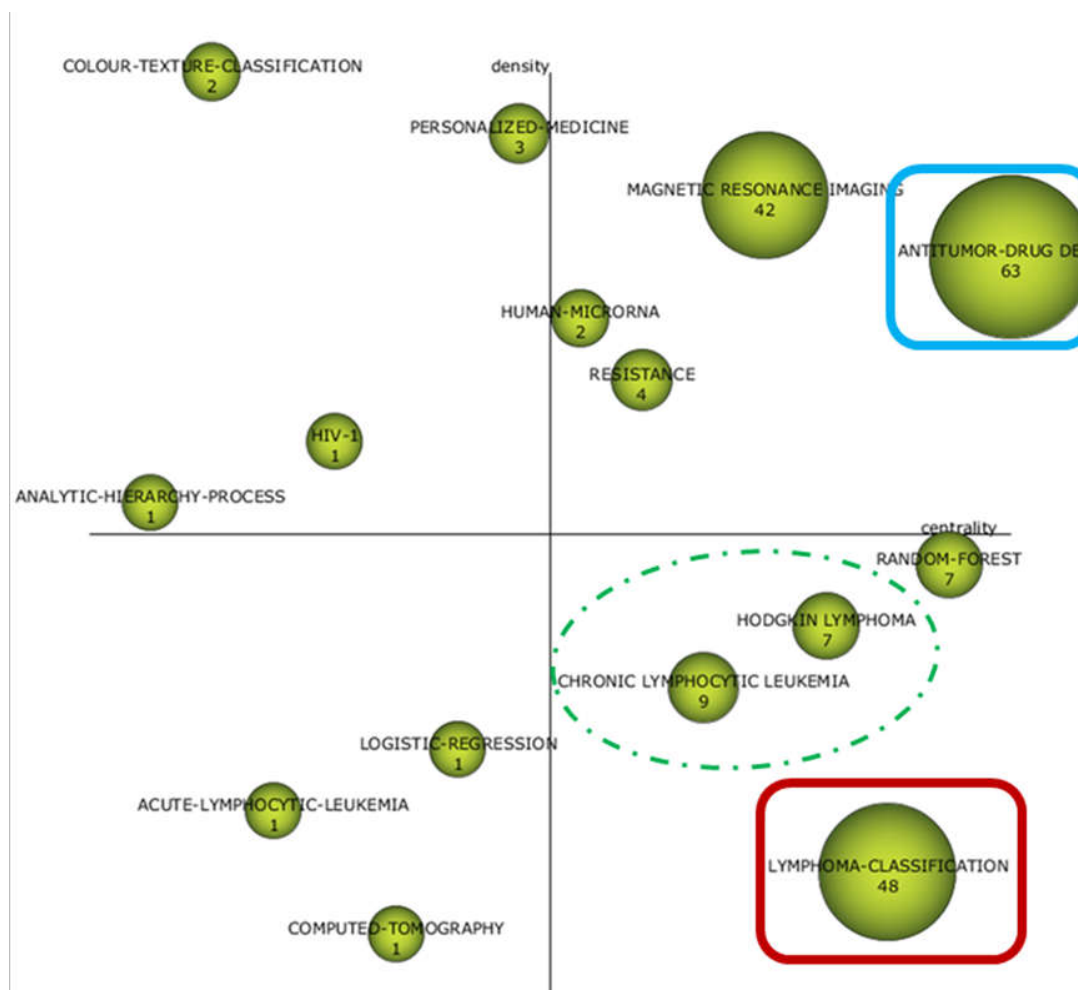 COLOUR-TEXTURE-CLASSIFICATION
2
density
PERSONALIZED-MEDICINE
3
MAGNETIC RESONANCE IMAGING
42
ANTITUMOR-DRUG DE
63
HUMAN-MICRORNA
2
RESISTANCE
4
HIV-1
1
ANALYTIC-HIERARCHY-PROCESS
1
centrality
RANDOM-FOREST
7
HODGKIN LYMPHOMA
7
CHRONIC LYMPHOCYTIC LEUKEMIA
9
LOGISTIC-REGRESSION
1
ACUTE-LYMPHOCYTIC-LEUKEMIA
1
LYMPHOMA-CLASSIFICATION
48
COMPUTED-TOMOGRAPHY
1